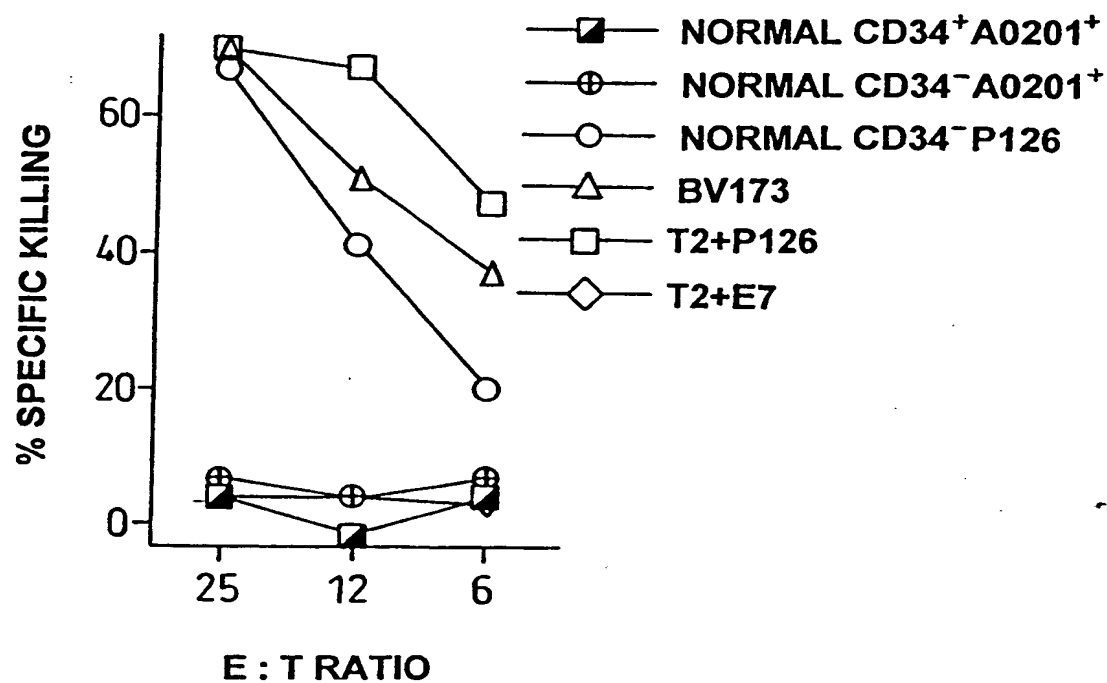 NORMAL CD34⁺A0201⁺
NORMAL CD34⁻A0201⁺
NORMAL CD34⁻P126
BV173
T2+P126
T2+E7
% SPECIFIC KILLING
60
40
20
0
25 12 6
E : T RATIO